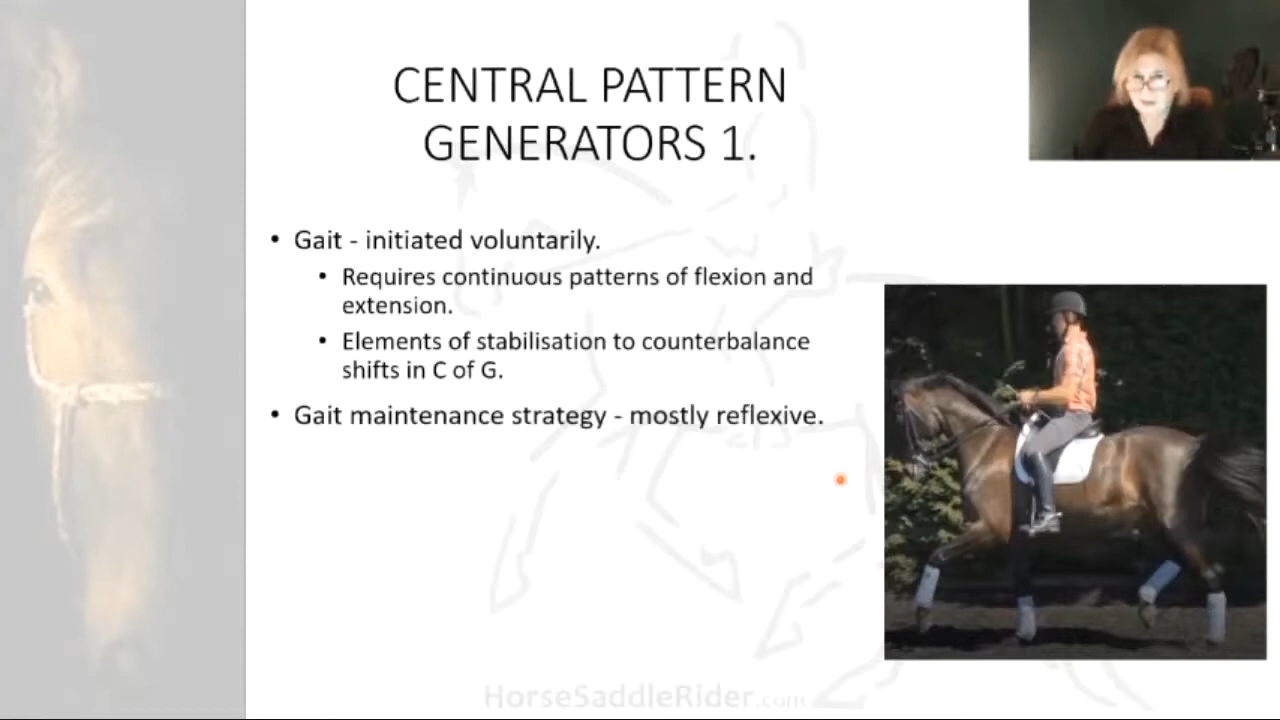 CENTRAL PATTERN
GENERATORS 1.
• Gait - initiated voluntarily.
• Requires continuous patterns of flexion and
extension.
• Elements of stabilisation to counterbalance
shifts in C of G.
• Gait maintenance strategy - mostly reflexive.
HorseSaddleRider.com